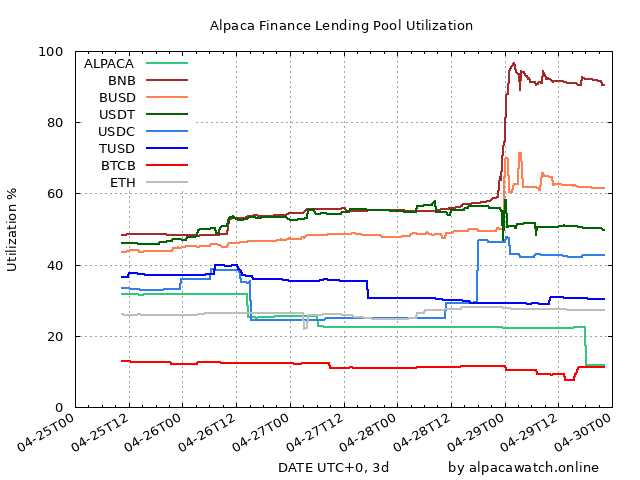 Alpaca Finance Lending Pool Utilization
Utilization %
100
80
60
40
20
0
ALPACA
BNB
BUSD
USDT
USDC
TUSD
BTCB
ETH
04-25T00
04-25T12
04-26T00
04-26T12
04-27T00
04-27T12
04-28T00
04-28T12
04-29T00
04-29T12
04-30T00
DATE UTC+0, 3d
by alpacawatch.online